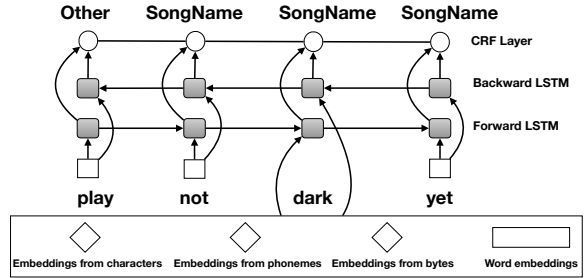 Other SongName SongName SongName
CRF Layer
Backward LSTM
Forward LSTM
play not dark yet
Embeddings from characters Embeddings from phonemes Embeddings from bytes Word embeddings